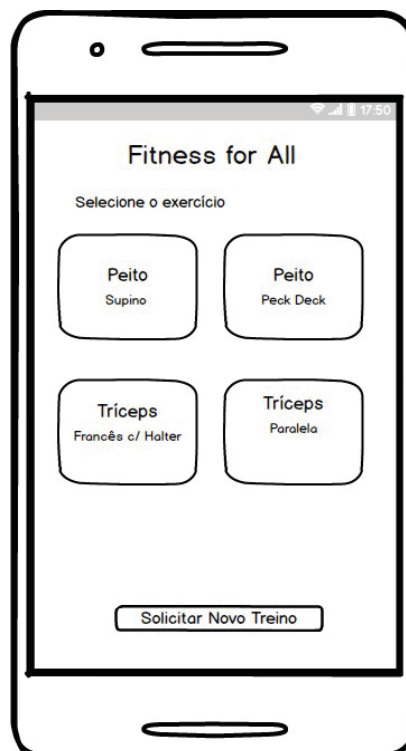 17:50
Fitness for All
Selecione o exercício
Peito
Supino
Peito
Peck Deck
Tríceps
Francês c/ Halter
Tríceps
Paralela
Solicitar Novo Treino